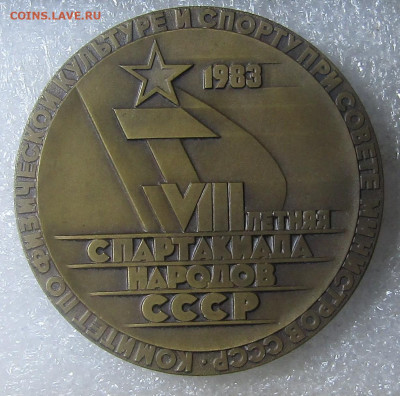 COINS.LAVE.RU
КОМИТЕТ ПО ФИЗИЧЕСКОЙ КУЛЬТУРЕ И СПОРТУ ПРИ СОВЕТЕ МИНИСТРОВ СССР •
1983
VIII ЛЕТНЯЯ
СПАРТАКИАДА
НАРОДОВ
СССР